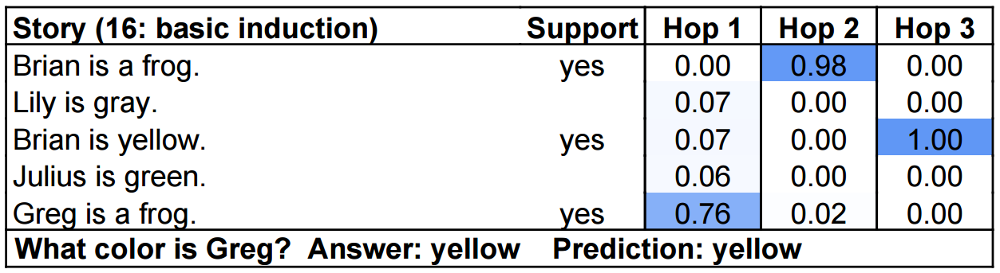 Story (16: basic induction) Support Hop 1 Hop 2 Hop 3
Brian is a frog. yes 0.00 0.98 0.00
Lily is gray. 0.07 0.00 0.00
Brian is yellow. yes 0.07 0.00 1.00
Julius is green. 0.06 0.00 0.00
Greg is a frog. yes 0.76 0.02 0.00
What color is Greg? Answer: yellow Prediction: yellow